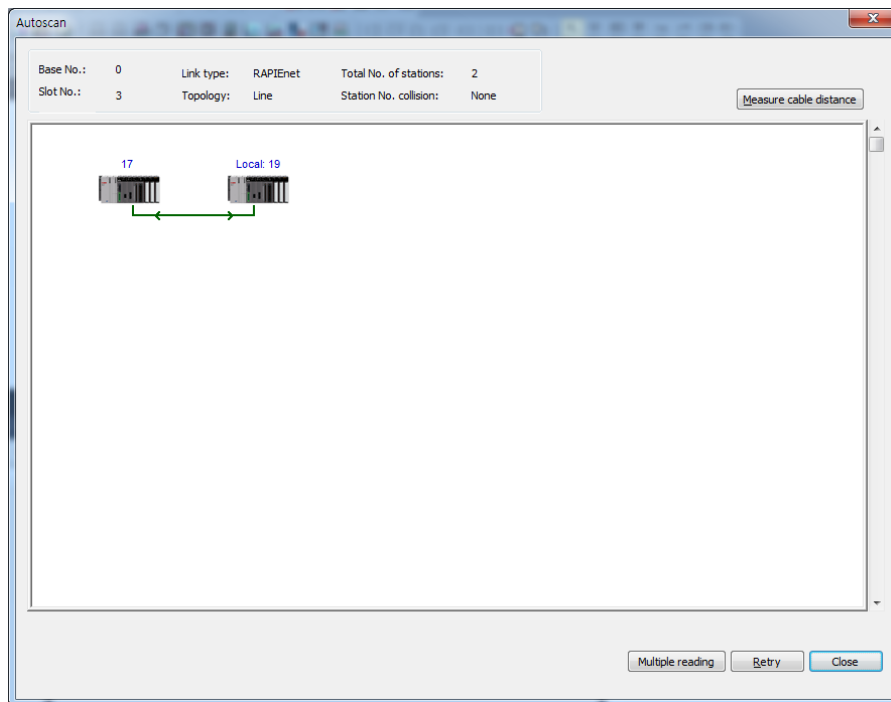 Autoscan
Base No.: 0 Link type: RAPIEnet Total No. of stations: 2
Slot No.: 3 Topology: Line Station No. collision: None
Measure cable distance
17 Local: 19
Multiple reading Retry Close